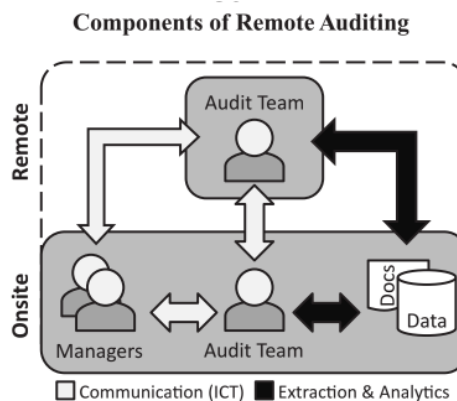 Components of Remote Auditing
Remote
Audit Team
Onsite
Managers
Audit Team
Docs
Data
Communication (ICT)
Extraction & Analytics